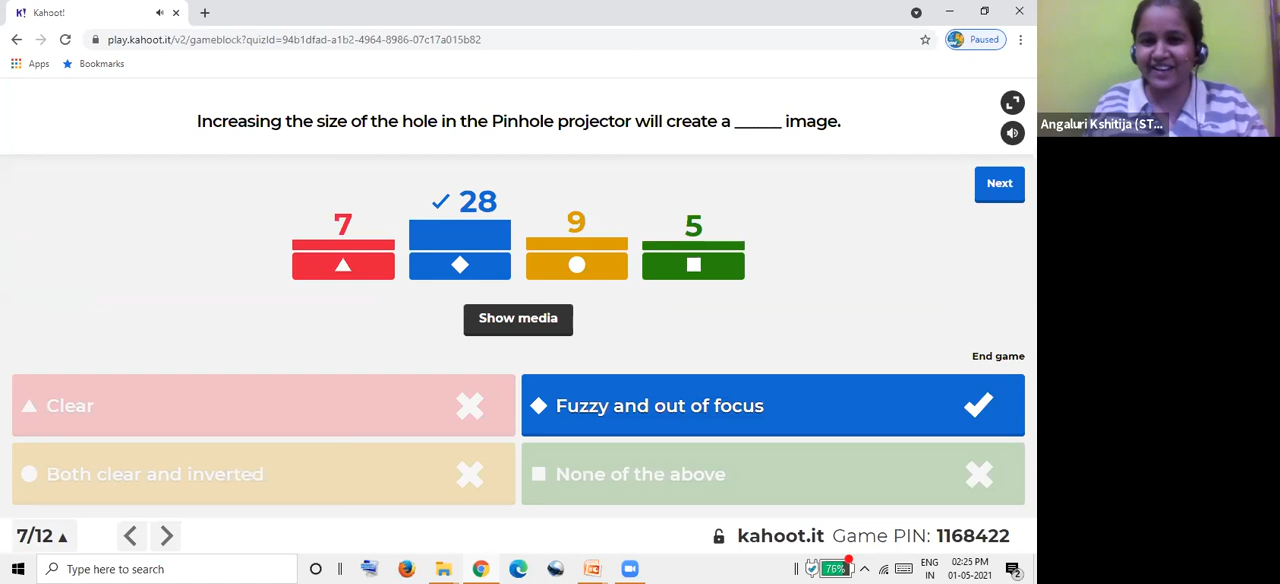 K! Kahoot!
play.kahoot.it/v2/gameblock?quizId=94b1dfad-a1b2-4964-8986-07c17a015b82
Paused
Apps
Bookmarks
Increasing the size of the hole in the Pinhole projector will create a ______ image.
Angaluri Kshitija (ST...
Next
7
28
9
5
Show media
End game
Clear
Fuzzy and out of focus
Both clear and inverted
None of the above
7/12
kahoot.it Game PIN: 1168422
Type here to search
76%
ENG
IN
02:25 PM
01-05-2021
2